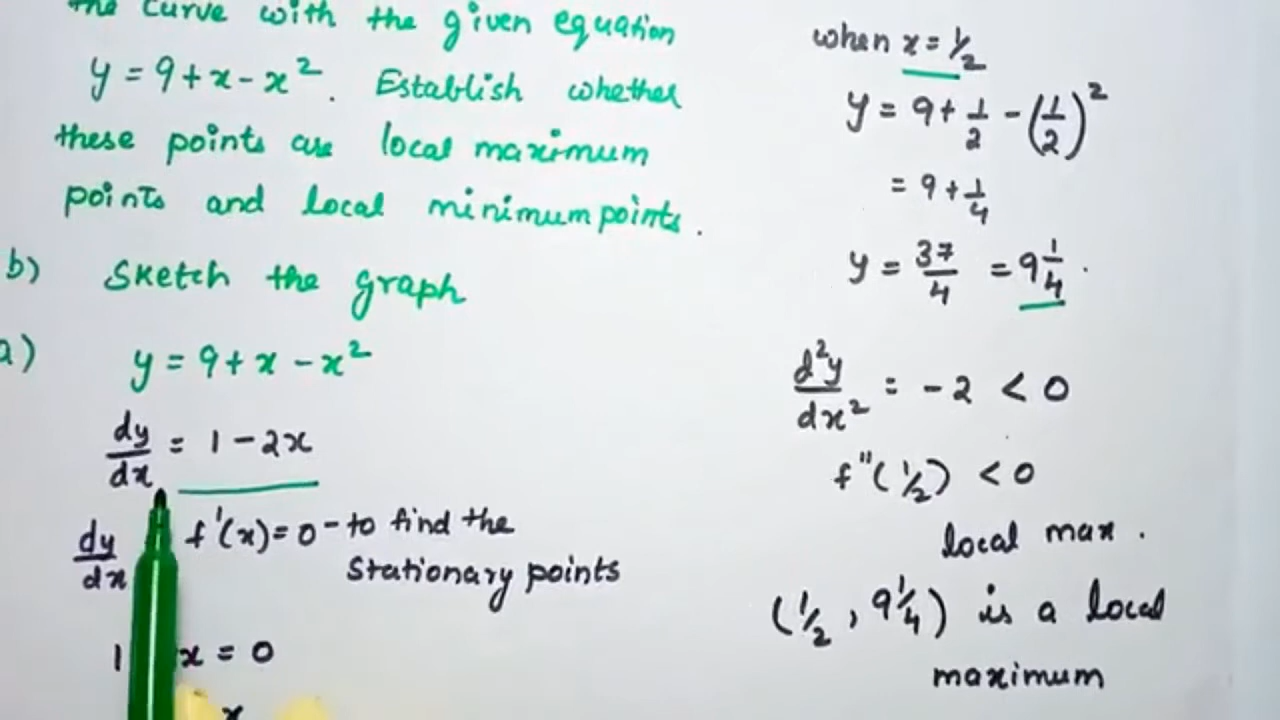 the curve with the given equation
y = 9 + x - x². Establish whether
these points are local maximum
points and local minimum points.
b) Sketch the graph
a) y = 9 + x - x²
dy/dx = 1 - 2x
dy/dx f'(x) = 0 - to find the
stationary points
1 x = 0
x
when x = 1/2
y = 9 + 1/2 - (1/2)²
= 9 + 1/4
y = 37/4 = 9 1/4.
d²y/dx² = -2 < 0
f"(1/2) < 0
local max.
(1/2, 9 1/4) is a local
maximum